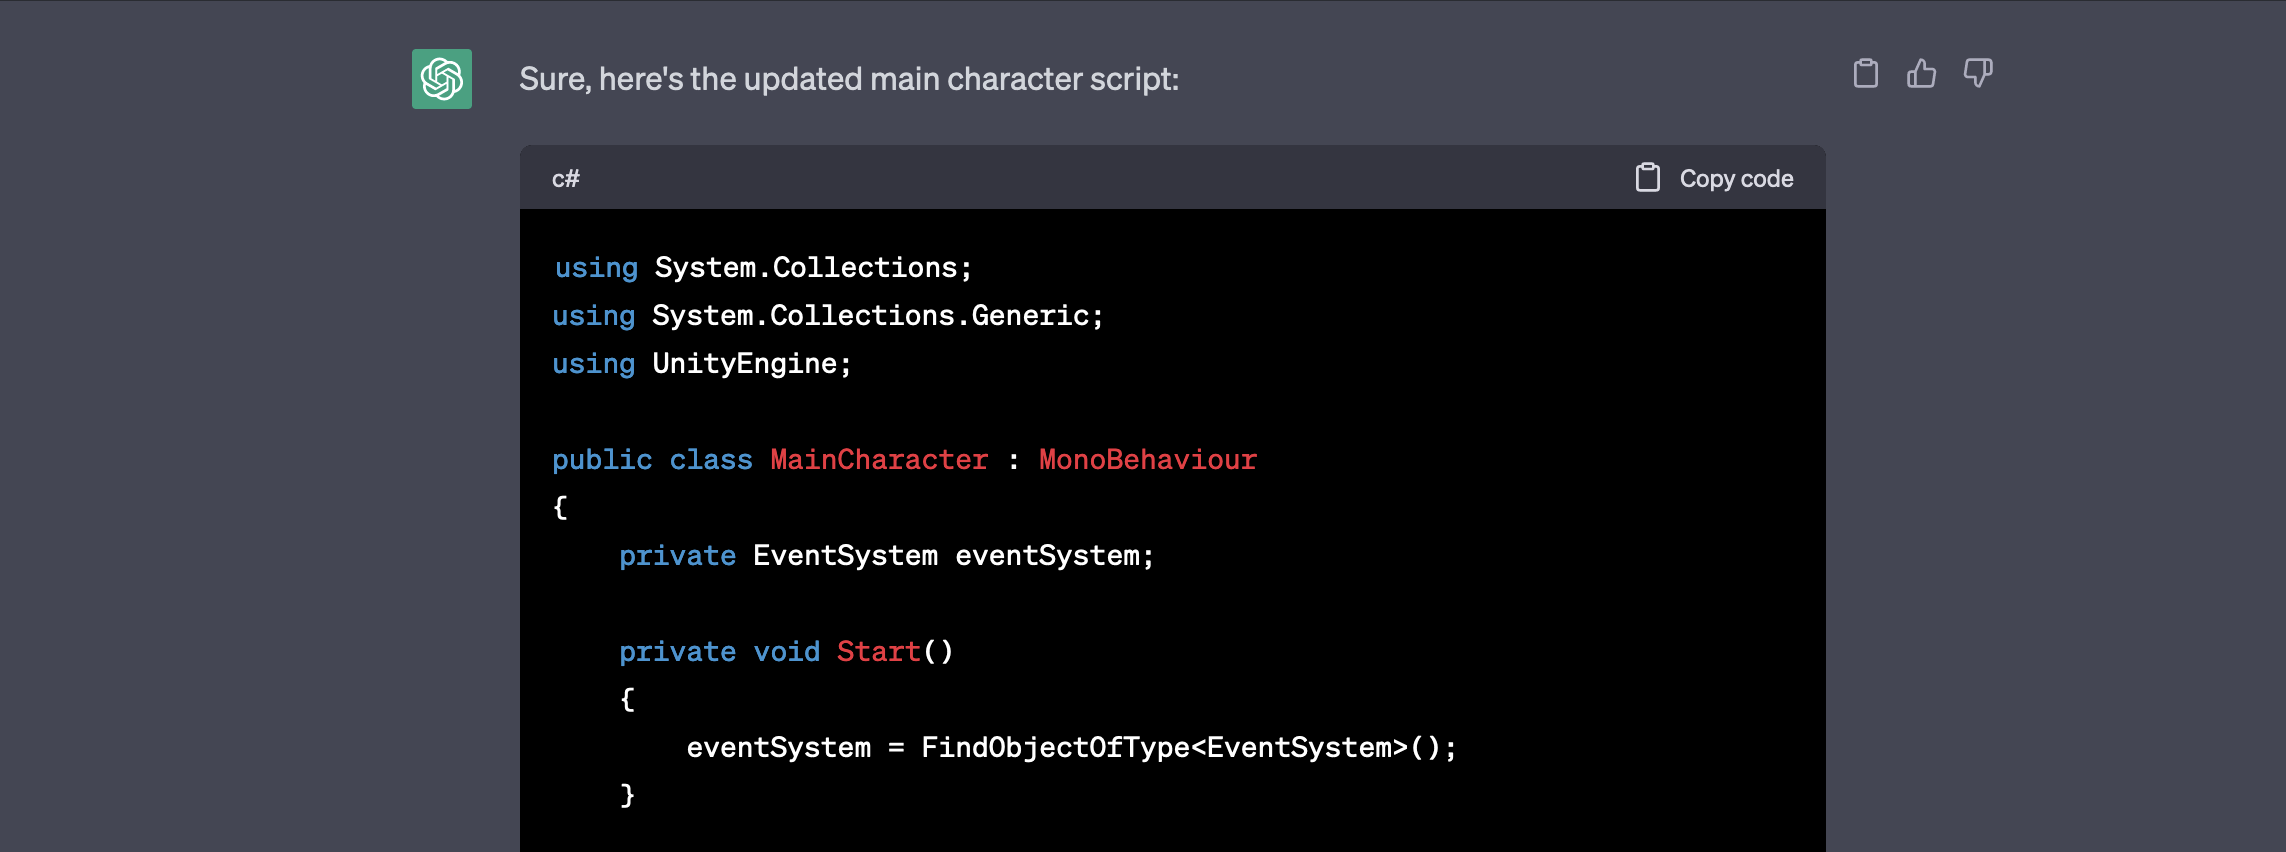 Sure, here's the updated main character script:
c#
Copy code
using System.Collections;
using System.Collections.Generic;
using UnityEngine;
public class MainCharacter : MonoBehaviour
{
    private EventSystem eventSystem;
    private void Start()
    {
        eventSystem = FindObjectOfType<EventSystem>();
    }